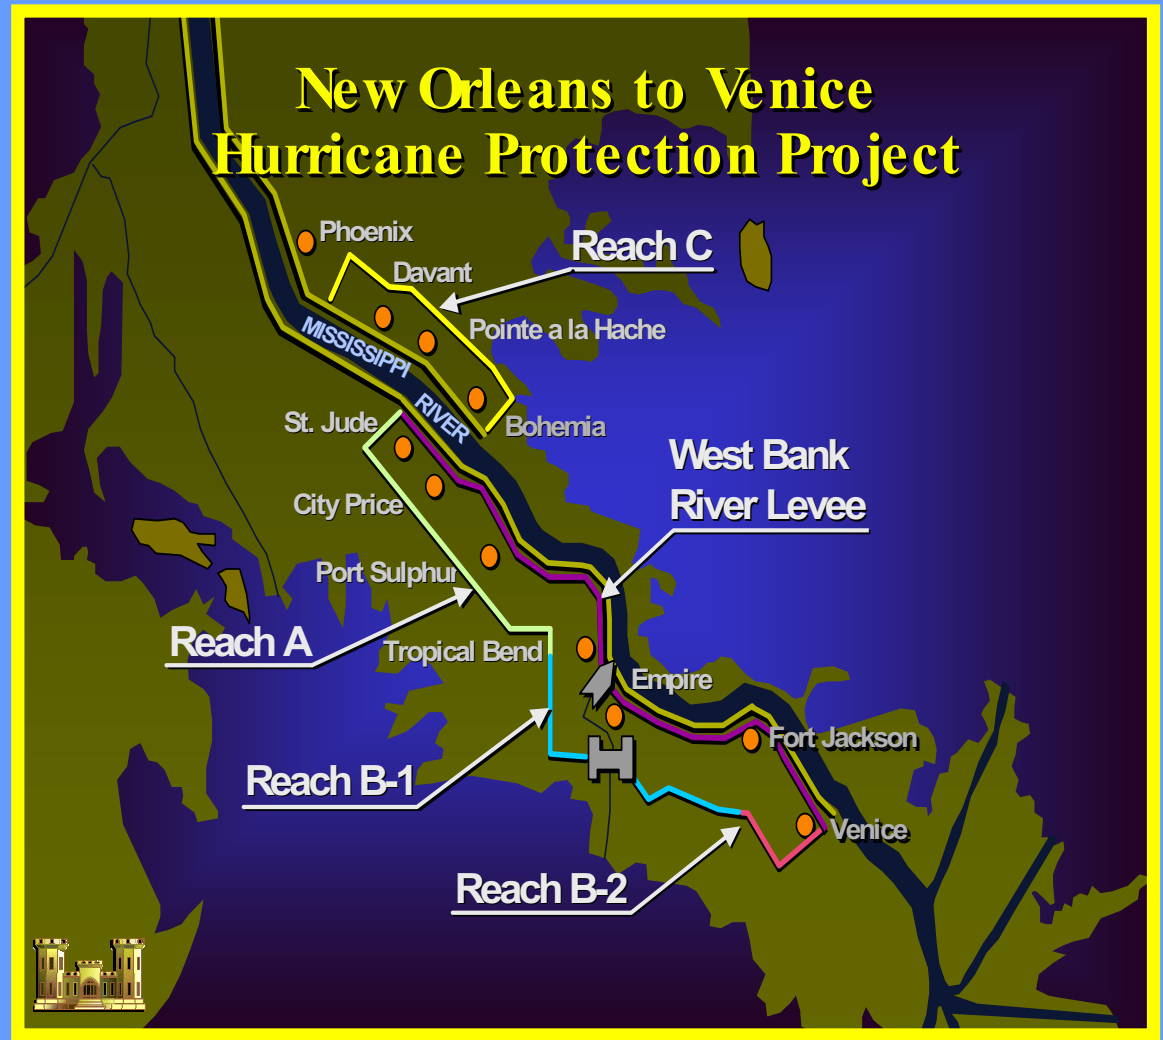 New Orleans to Venice
Hurricane Protection Project
Phoenix
Reach C
Davant
Pointe a la Hache
MISSISSIPPI
RIVER
St. Jude
Bohemia
West Bank
River Levee
City Price
Port Sulphur
Reach A
Tropical Bend
Empire
Fort Jackson
Reach B-1
Venice
Reach B-2